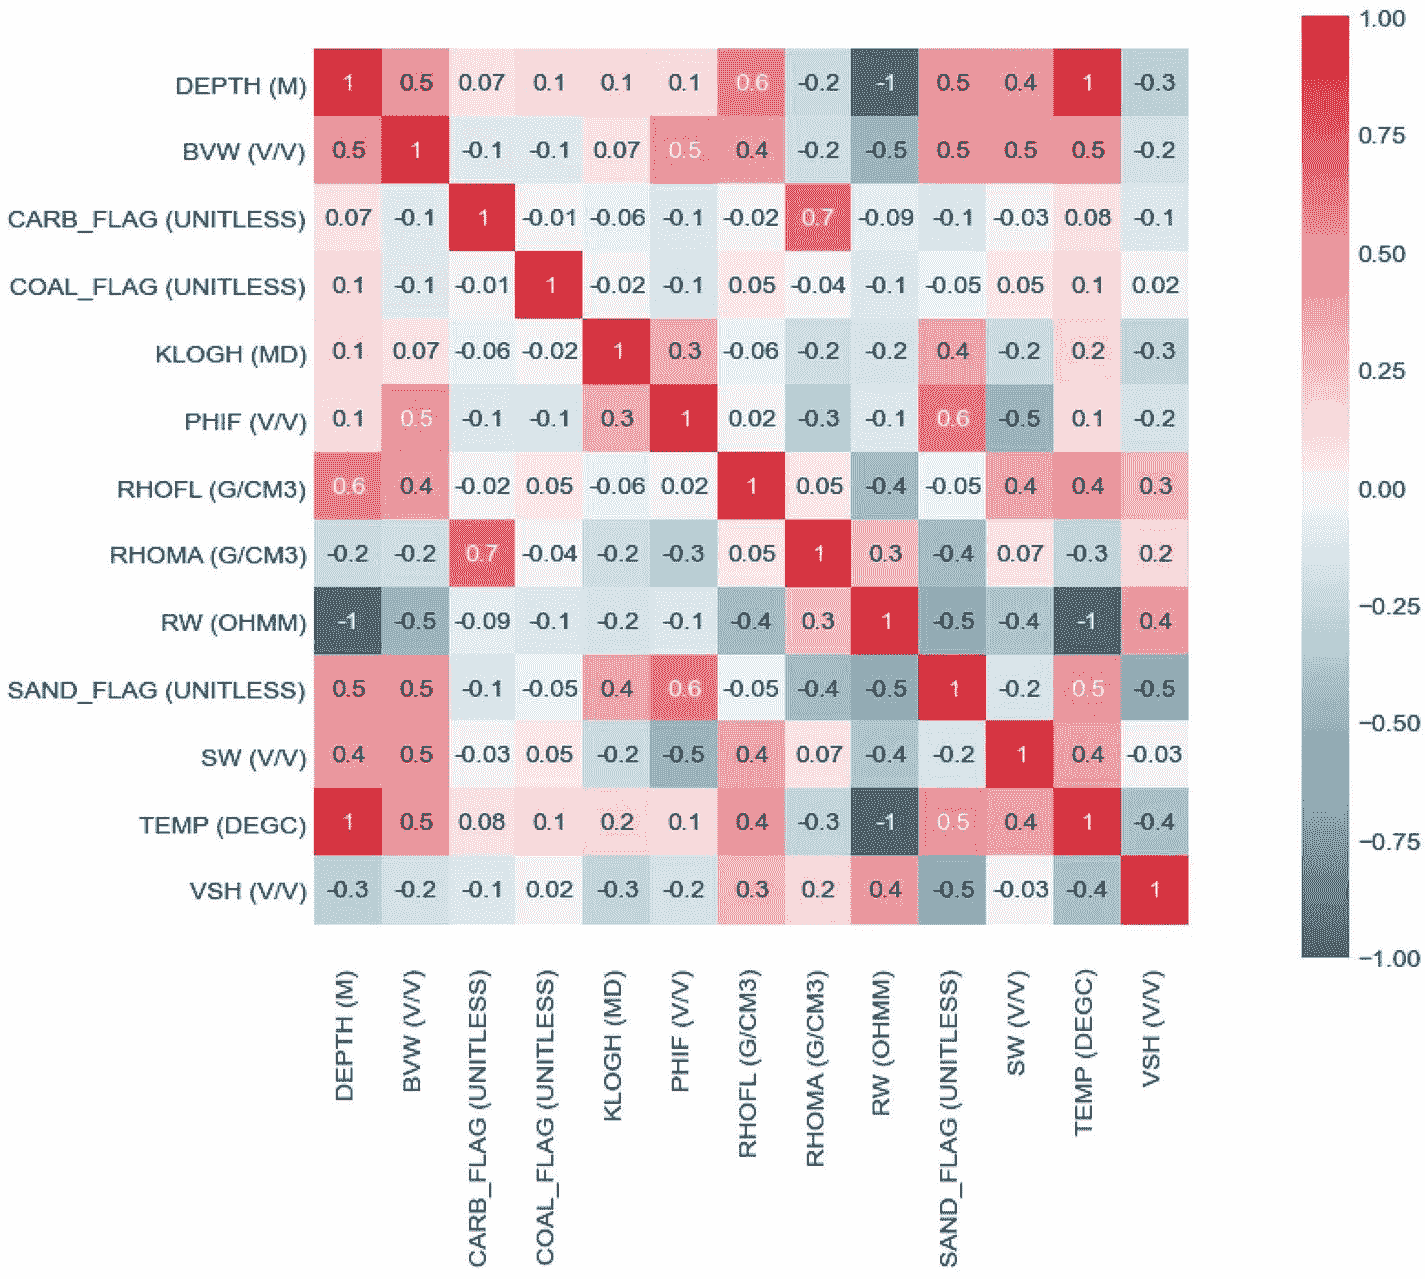 1.00
DEPTH (M) 1 0.5 0.07 0.1 0.1 0.1 0.6 -0.2 -1 0.5 0.4 1 -0.3
0.75
BVW (V/V) 0.5 1 -0.1 -0.1 0.07 0.5 0.4 -0.2 -0.5 0.5 0.5 0.5 -0.2
CARB_FLAG (UNITLESS) 0.07 -0.1 1 -0.01 -0.06 -0.1 -0.02 0.7 -0.09 -0.1 -0.03 0.08 -0.1
0.50
COAL_FLAG (UNITLESS) 0.1 -0.1 -0.01 1 -0.02 -0.1 0.05 -0.04 -0.1 -0.05 0.05 0.1 0.02
KLOGH (MD) 0.1 0.07 -0.06 -0.02 1 0.3 -0.06 -0.2 -0.2 0.4 -0.2 0.2 -0.3
0.25
PHIF (V/V) 0.1 0.5 -0.1 -0.1 0.3 1 0.02 -0.3 -0.1 0.6 -0.5 0.1 -0.2
RHOFL (G/CM3) 0.6 0.4 -0.02 0.05 -0.06 0.02 1 0.05 -0.4 -0.05 0.4 0.4 0.3
0.00
RHOMA (G/CM3) -0.2 -0.2 0.7 -0.04 -0.2 -0.3 0.05 1 0.3 -0.4 0.07 -0.3 0.2
-0.25
RW (OHMM) -1 -0.5 -0.09 -0.1 -0.2 -0.1 -0.4 0.3 1 -0.5 -0.4 -1 0.4
SAND_FLAG (UNITLESS) 0.5 0.5 -0.1 -0.05 0.4 0.6 -0.05 -0.4 -0.5 1 -0.2 0.5 -0.5
-0.50
SW (V/V) 0.4 0.5 -0.03 0.05 -0.2 -0.5 0.4 0.07 -0.4 -0.2 1 0.4 -0.03
TEMP (DEGC) 1 0.5 0.08 0.1 0.2 0.1 0.4 -0.3 -1 0.5 0.4 1 -0.4
-0.75
VSH (V/V) -0.3 -0.2 -0.1 0.02 -0.3 -0.2 0.3 0.2 0.4 -0.5 -0.03 -0.4 1
-1.00
DEPTH (M)
BVW (V/V)
CARB_FLAG (UNITLESS)
COAL_FLAG (UNITLESS)
KLOGH (MD)
PHIF (V/V)
RHOFL (G/CM3)
RHOMA (G/CM3)
RW (OHMM)
SAND_FLAG (UNITLESS)
SW (V/V)
TEMP (DEGC)
VSH (V/V)